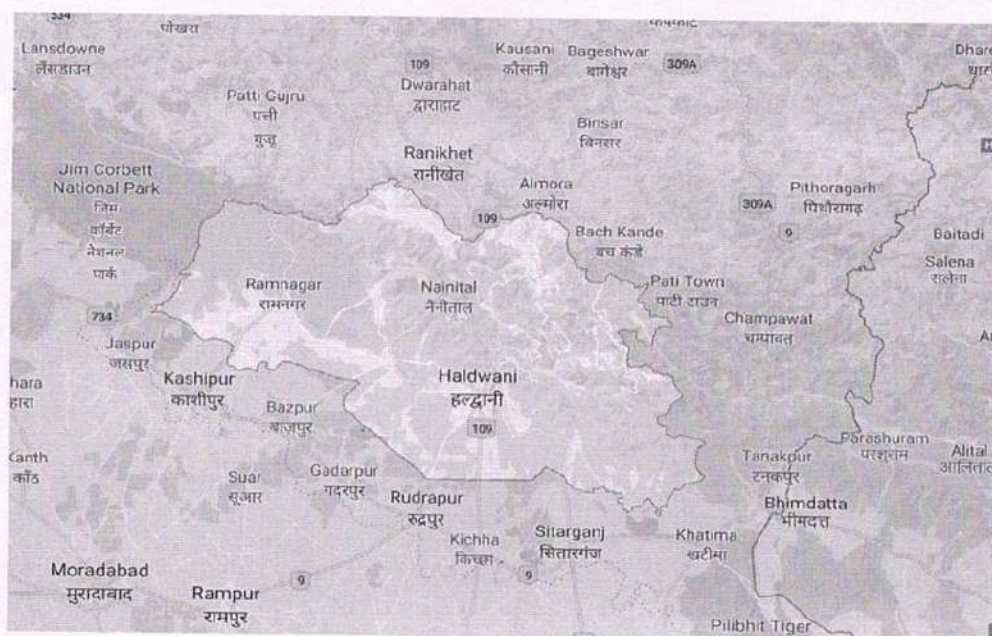 534
पोखरा
Lansdowne
लैंसडाउन
109
Kausani
कौसानी
Bageshwar
बागेश्वर
309A
Dwarahat
द्वाराहाट
Patti Gujru
पत्ती
गुजरू
Binsar
बिनसर
Ranikhet
रानीखेत
Jim Corbett
National Park
जिम
कॉर्बेट
नेशनल
पार्क
Almora
अल्मोरा
109
309A
Pithoragarh
पिथौरागढ़
9
Bach Kande
बच कंडे
Baitadi
Salena
सलेना
Ramnagar
रामनगर
Nainital
नैनीताल
Pati Town
पाटी टाउन
734
Champawat
चम्पावत
Jaspur
जसपुर
Kashipur
काशीपुर
Haldwani
हल्द्वानी
109
Bazpur
बाज़पुर
Parashuram
परशुराम
Tanakpur
टनकपुर
Suar
सूआर
Gadarpur
गदरपुर
Rudrapur
रुद्रपुर
Bhimdatta
भीमदत्त
Kichha
किच्छा
Sitarganj
सितारगंज
Khatima
खटीमा
9
9
Moradabad
मुरादाबाद
Rampur
रामपुर
Pilibhit Tiger